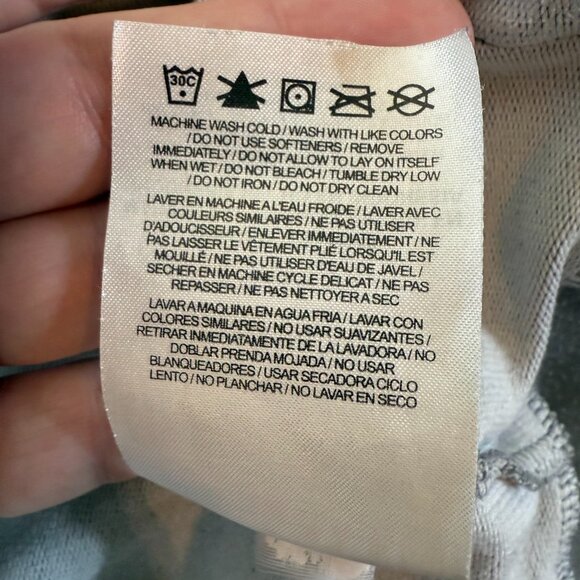 30C
MACHINE WASH COLD / WASH WITH LIKE COLORS
/ DO NOT USE SOFTENERS / REMOVE
IMMEDIATELY / DO NOT ALLOW TO LAY ON ITSELF
WHEN WET / DO NOT BLEACH / TUMBLE DRY LOW
/ DO NOT IRON / DO NOT DRY CLEAN
LAVER EN MACHINE A L'EAU FROIDE / LAVER AVEC
COULEURS SIMILAIRES / NE PAS UTILISER
D'ADOUCISSEUR / ENLEVER IMMEDIATEMENT / NE
PAS LAISSER LE VÊTEMENT PLIÉ LORSQU'IL EST
MOUILLÉ / NE PAS UTILISER D'EAU DE JAVEL /
SECHER EN MACHINE CYCLE DELICAT / NE PAS
REPASSER / NE PAS NETTOYER A SEC
LAVAR A MAQUINA EN AGUA FRIA / LAVAR CON
COLORES SIMILARES / NO USAR SUAVIZANTES /
RETIRAR INMEDIATAMENTE DE LA LAVADORA / NO
DOBLAR PRENDA MOJADA / NO USAR
BLANQUEADORES / USAR SECADORA CICLO
LENTO / NO PLANCHAR / NO LAVAR EN SECO